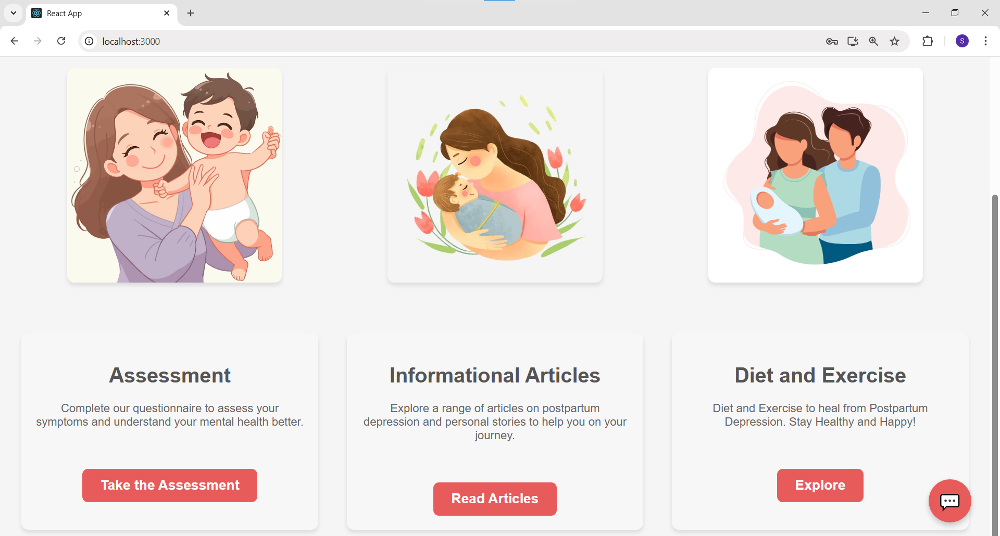 React App
localhost:3000
S
Assessment
Complete our questionnaire to assess your
symptoms and understand your mental health better.
Take the Assessment
Informational Articles
Explore a range of articles on postpartum
depression and personal stories to help you on your
journey.
Read Articles
Diet and Exercise
Diet and Exercise to heal from Postpartum
Depression. Stay Healthy and Happy!
Explore